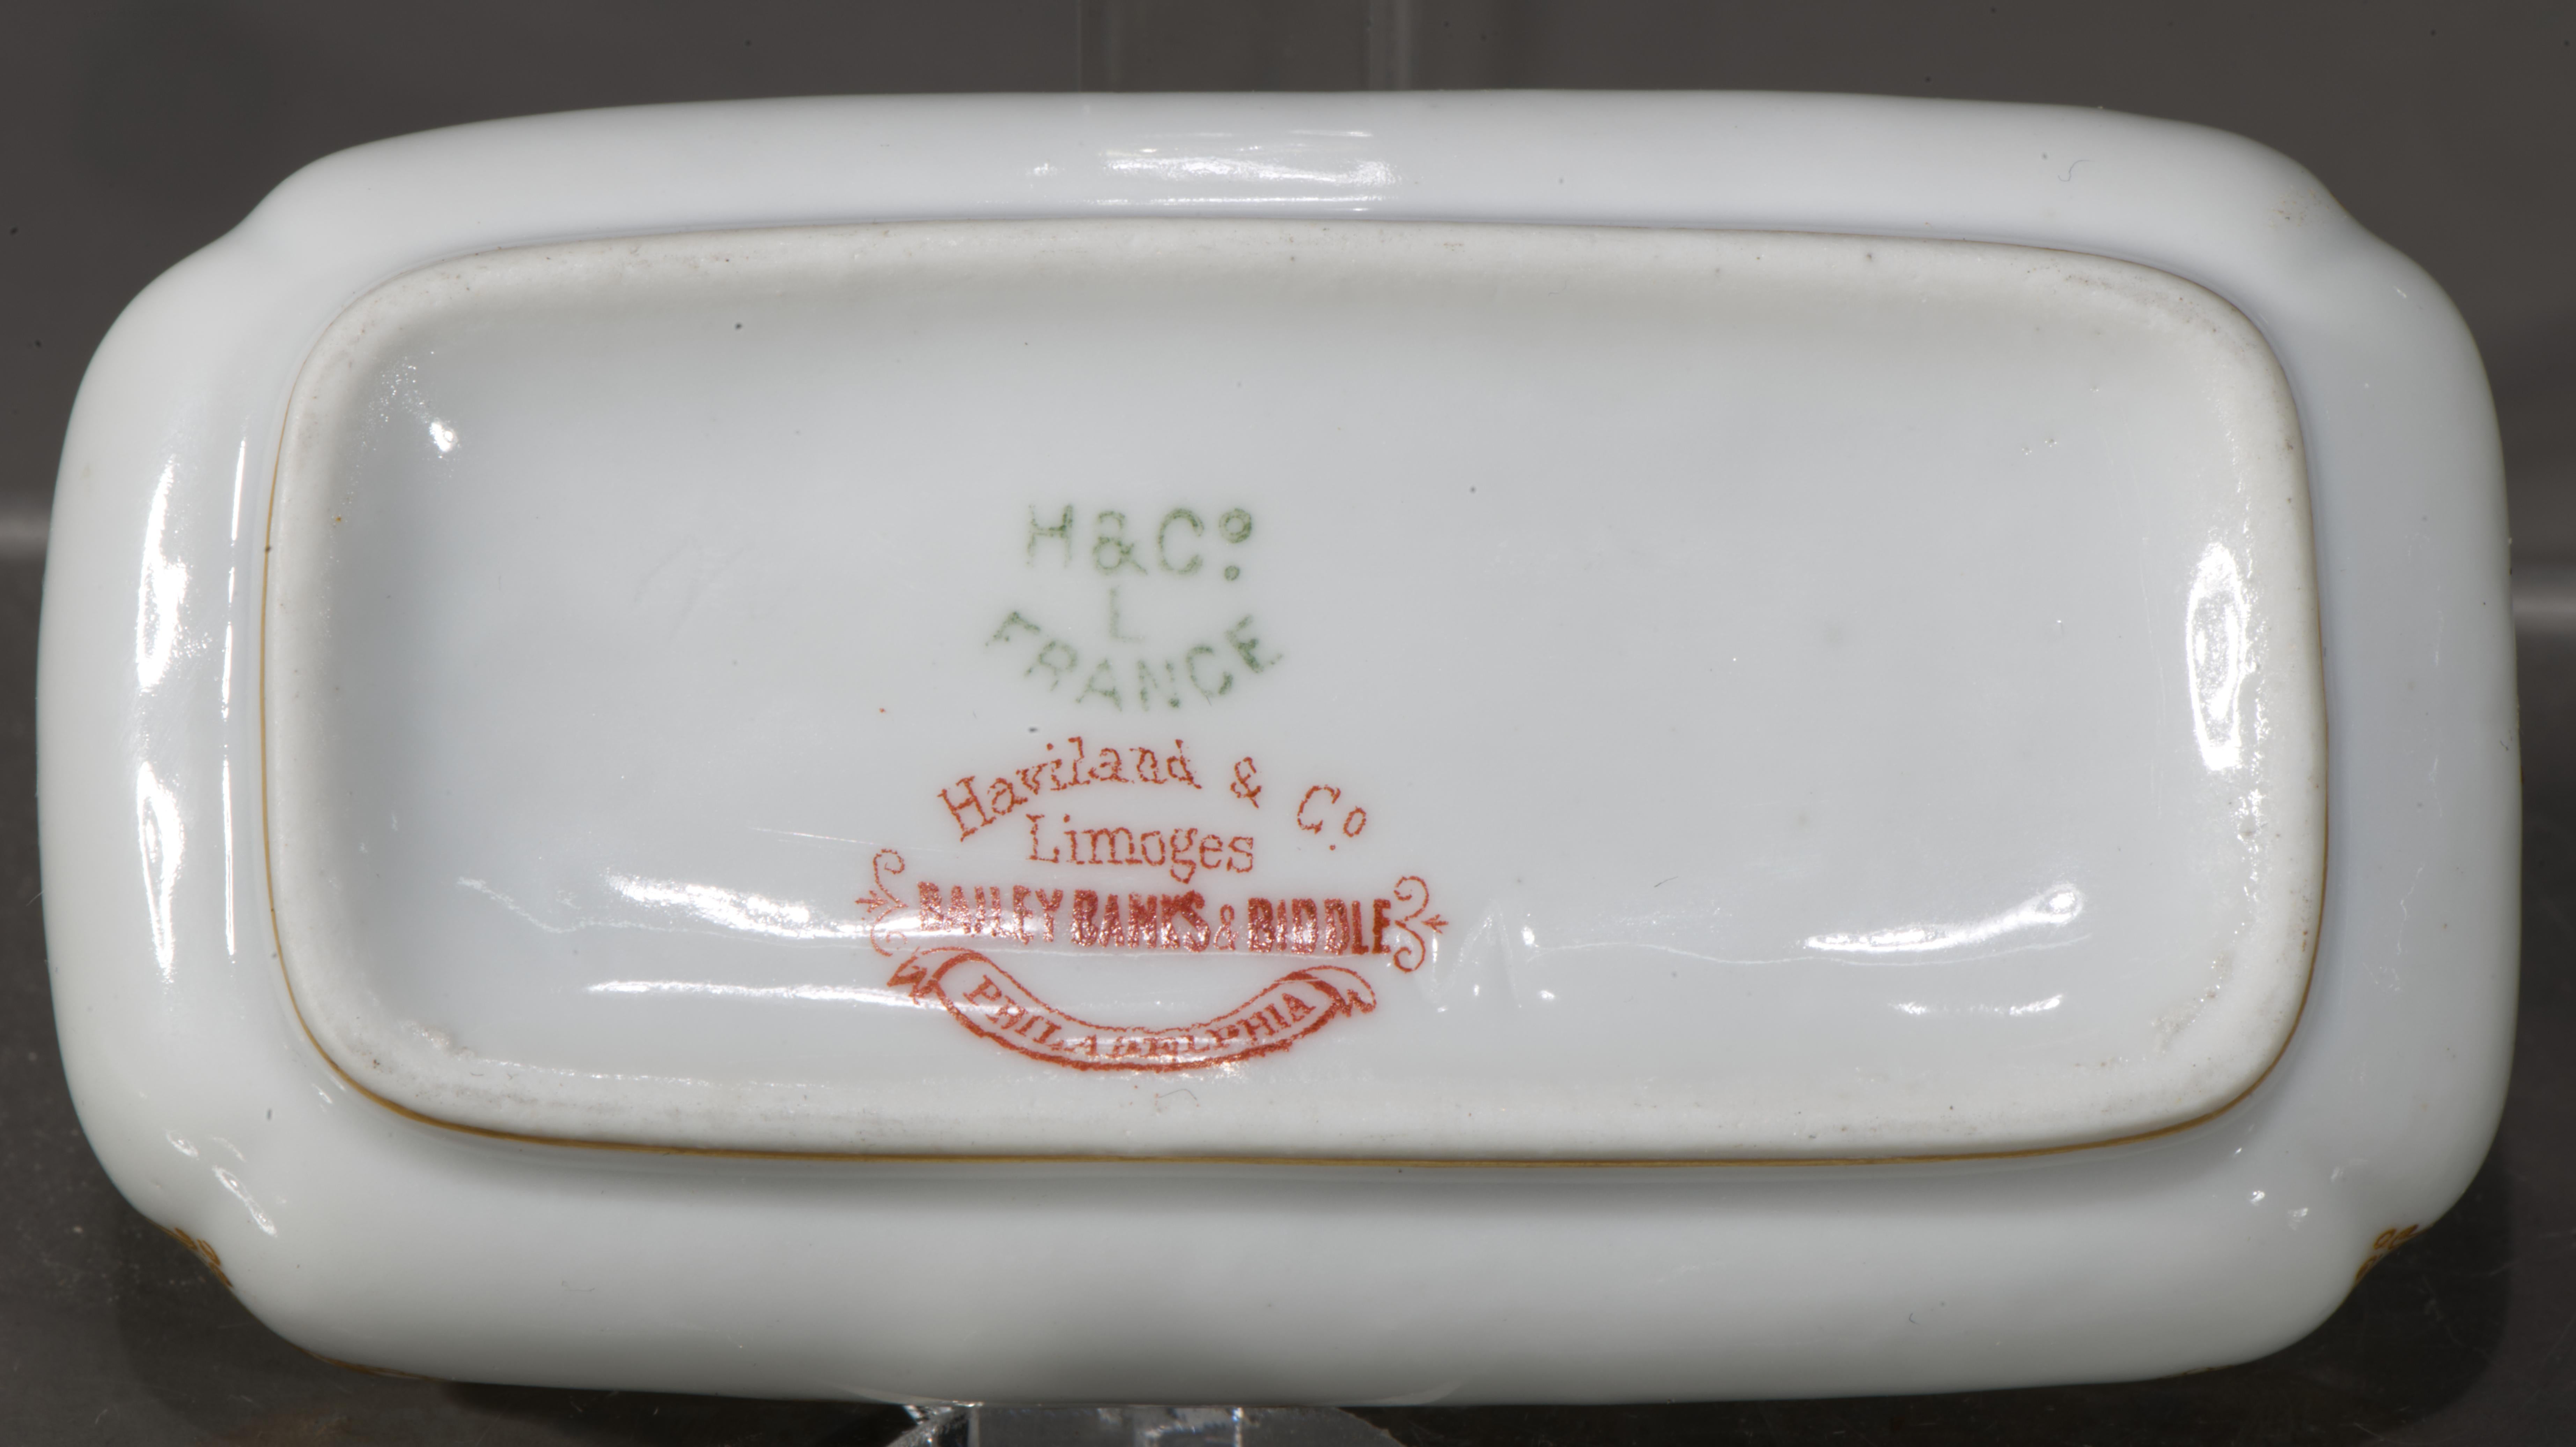 H & Co.
L
FRANCE
Haviland & Co.
Limoges
BAILEY BANKS & BIDDLE
PHILADELPHIA